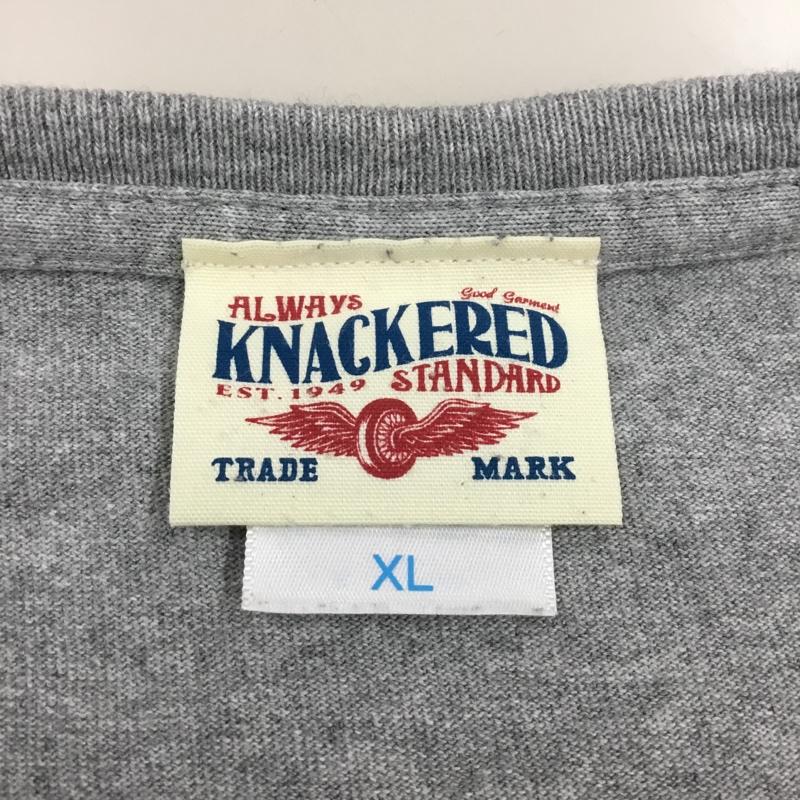 ALWAYS
Good Garment
KNACKERED
EST. 1949 STANDARD
TRADE MARK
XL